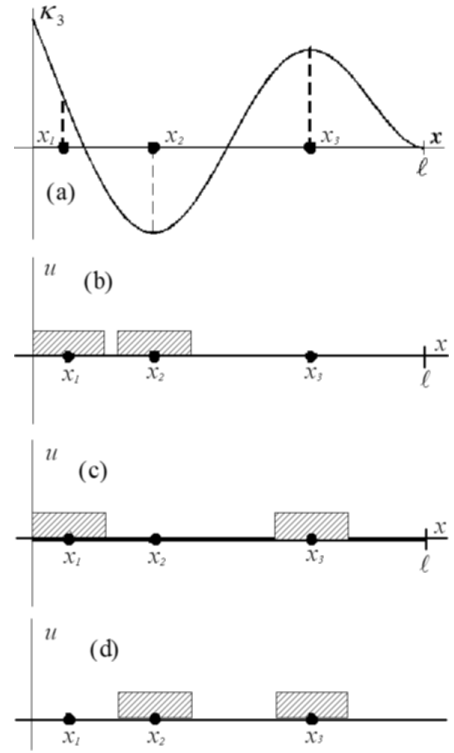 κ₃
x₁ x₂ x₃ x
ℓ
(a)
u (b)
x
x₁ x₂ x₃ ℓ
u (c)
x
x₁ x₂ x₃ ℓ
u (d)
x₁ x₂ x₃